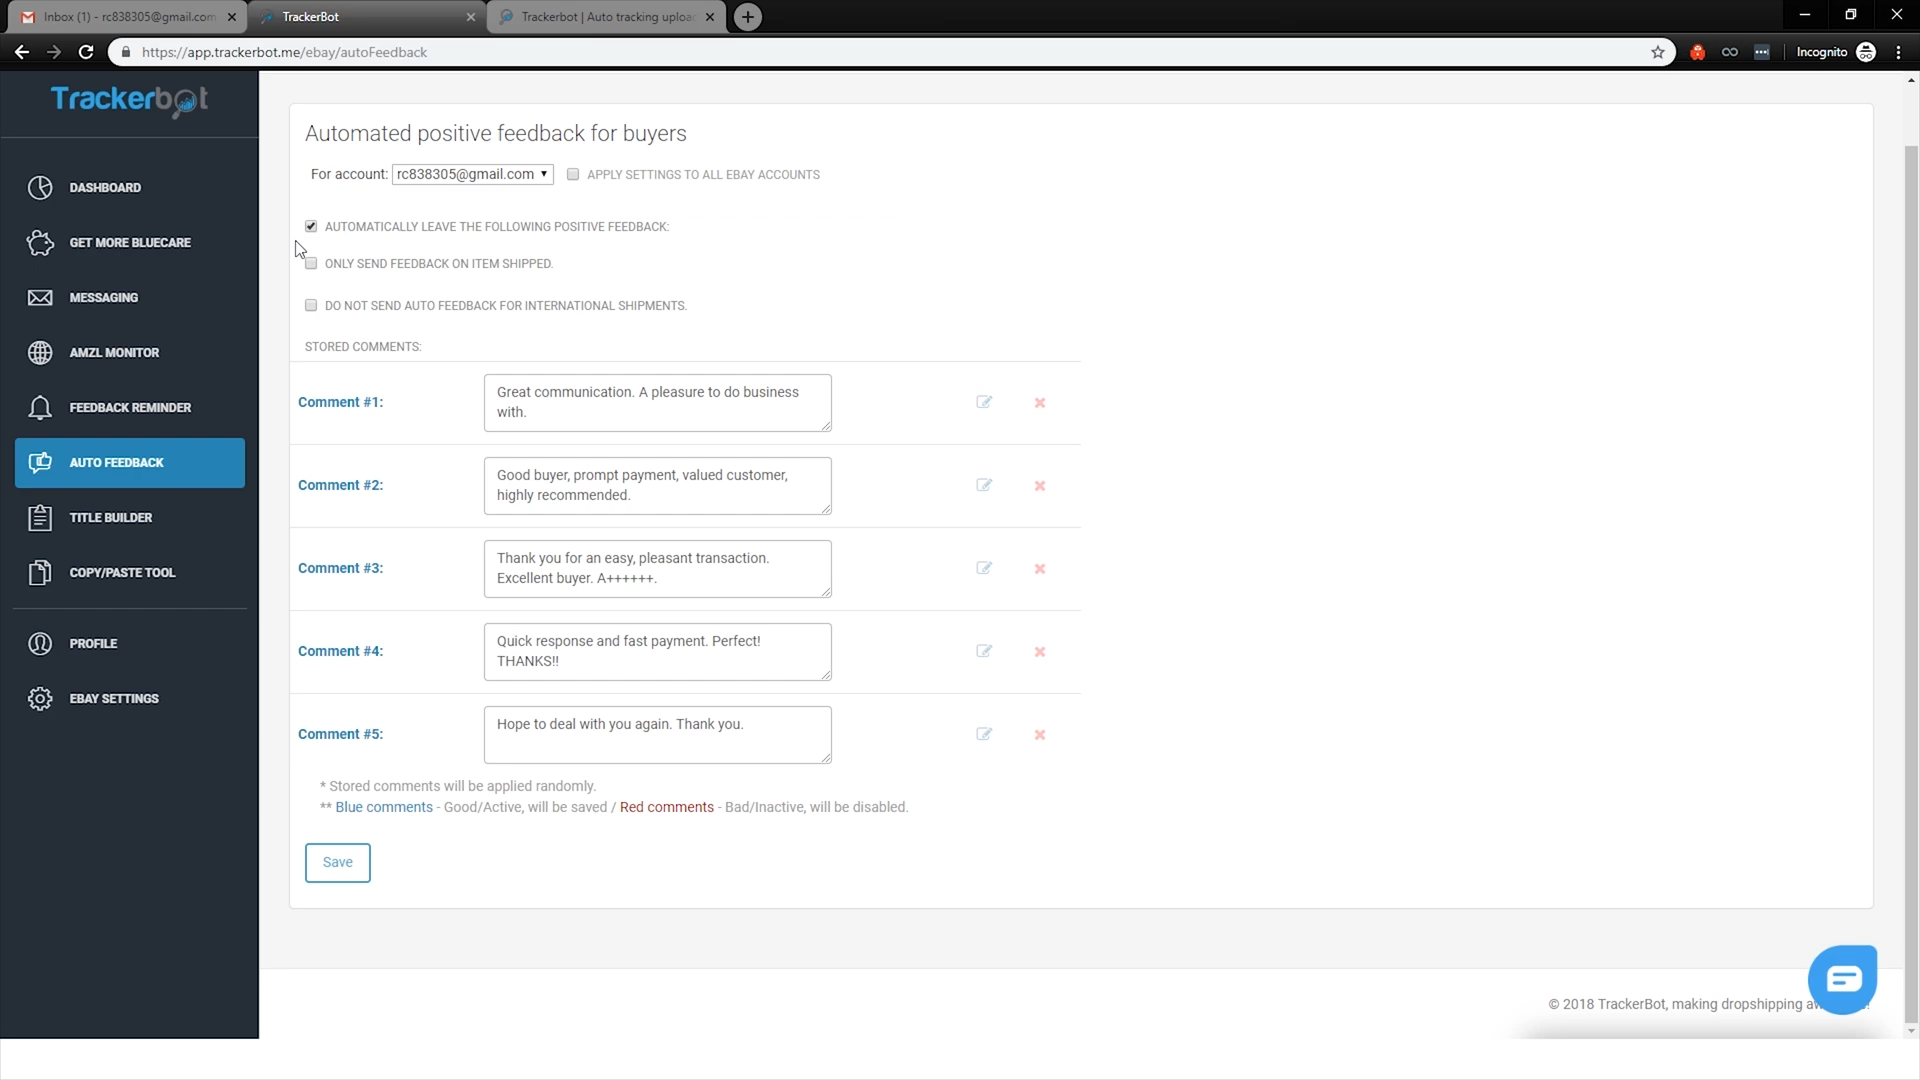 Inbox (1) - rc838305@gmail.com
TrackerBot
Trackerbot | Auto tracking uploa
https://app.trackerbot.me/ebay/autoFeedback
Incognito
Trackerbot
DASHBOARD
GET MORE BLUECARE
MESSAGING
AMZL MONITOR
FEEDBACK REMINDER
AUTO FEEDBACK
TITLE BUILDER
COPY/PASTE TOOL
PROFILE
EBAY SETTINGS
Automated positive feedback for buyers
For account: rc838305@gmail.com APPLY SETTINGS TO ALL EBAY ACCOUNTS
AUTOMATICALLY LEAVE THE FOLLOWING POSITIVE FEEDBACK:
ONLY SEND FEEDBACK ON ITEM SHIPPED.
DO NOT SEND AUTO FEEDBACK FOR INTERNATIONAL SHIPMENTS.
STORED COMMENTS:
Comment #1:
Great communication. A pleasure to do business
with.
Comment #2:
Good buyer, prompt payment, valued customer,
highly recommended.
Comment #3:
Thank you for an easy, pleasant transaction.
Excellent buyer. A++++++.
Comment #4:
Quick response and fast payment. Perfect!
THANKS!!
Comment #5:
Hope to deal with you again. Thank you.
* Stored comments will be applied randomly.
** Blue comments - Good/Active, will be saved / Red comments - Bad/Inactive, will be disabled.
Save
© 2018 TrackerBot, making dropshipping